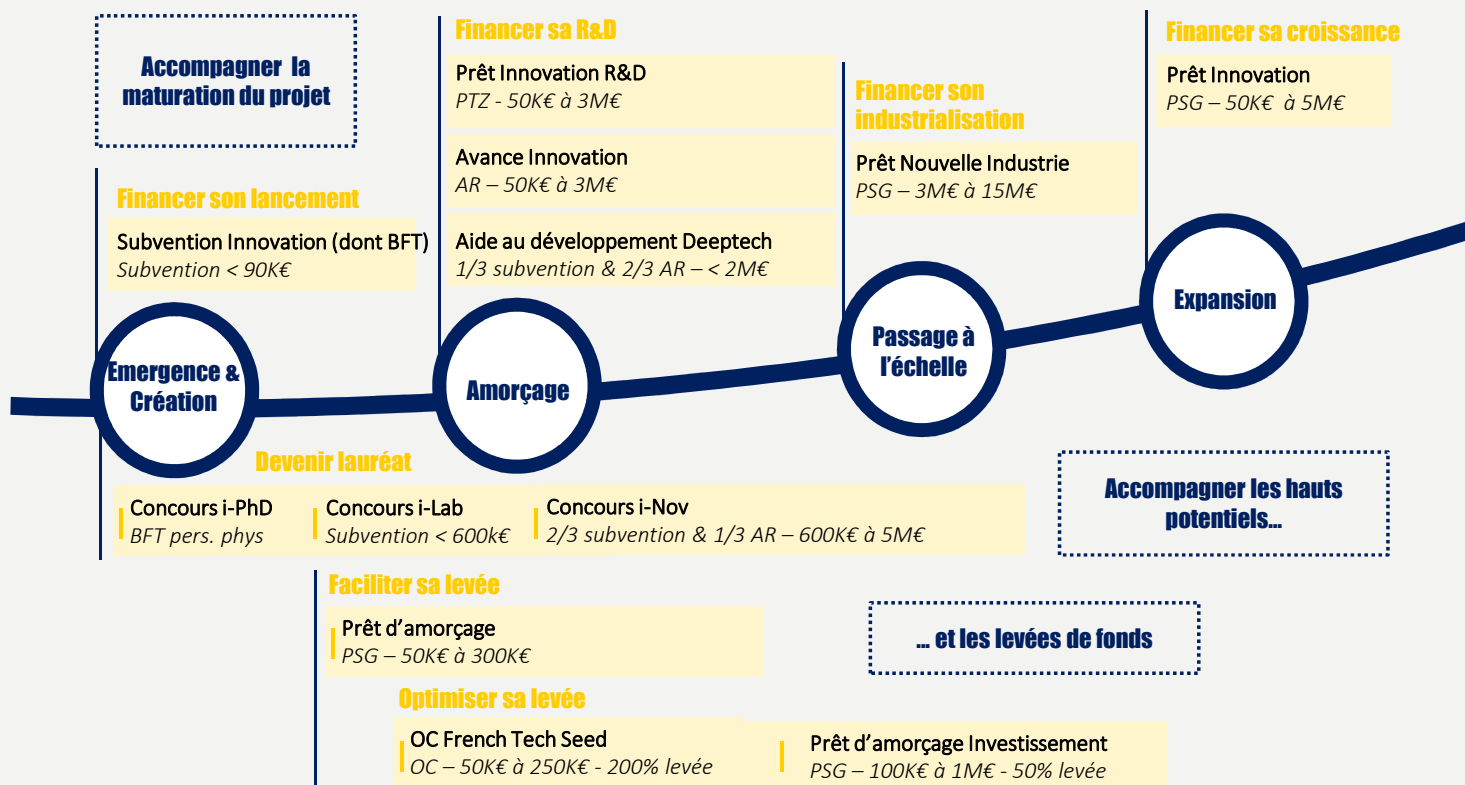 Accompagner la
maturation du projet
Financer son lancement
Subvention Innovation (dont BFT)
Subvention < 90K€
Financer sa R&D
Prêt Innovation R&D
PTZ - 50K€ à 3M€
Avance Innovation
AR – 50K€ à 3M€
Aide au développement Deeptech
1/3 subvention & 2/3 AR – < 2M€
Financer son
industrialisation
Prêt Nouvelle Industrie
PSG – 3M€ à 15M€
Financer sa croissance
Prêt Innovation
PSG – 50K€ à 5M€
Emergence &
Création
Amorçage
Passage à
l'échelle
Expansion
Devenir lauréat
Concours i-PhD
BFT pers. phys
Concours i-Lab
Subvention < 600k€
Concours i-Nov
2/3 subvention & 1/3 AR – 600K€ à 5M€
Accompagner les hauts
potentiels…
Faciliter sa levée
Prêt d'amorçage
PSG – 50K€ à 300K€
… et les levées de fonds
Optimiser sa levée
OC French Tech Seed
OC – 50K€ à 250K€ - 200% levée
Prêt d'amorçage Investissement
PSG – 100K€ à 1M€ - 50% levée